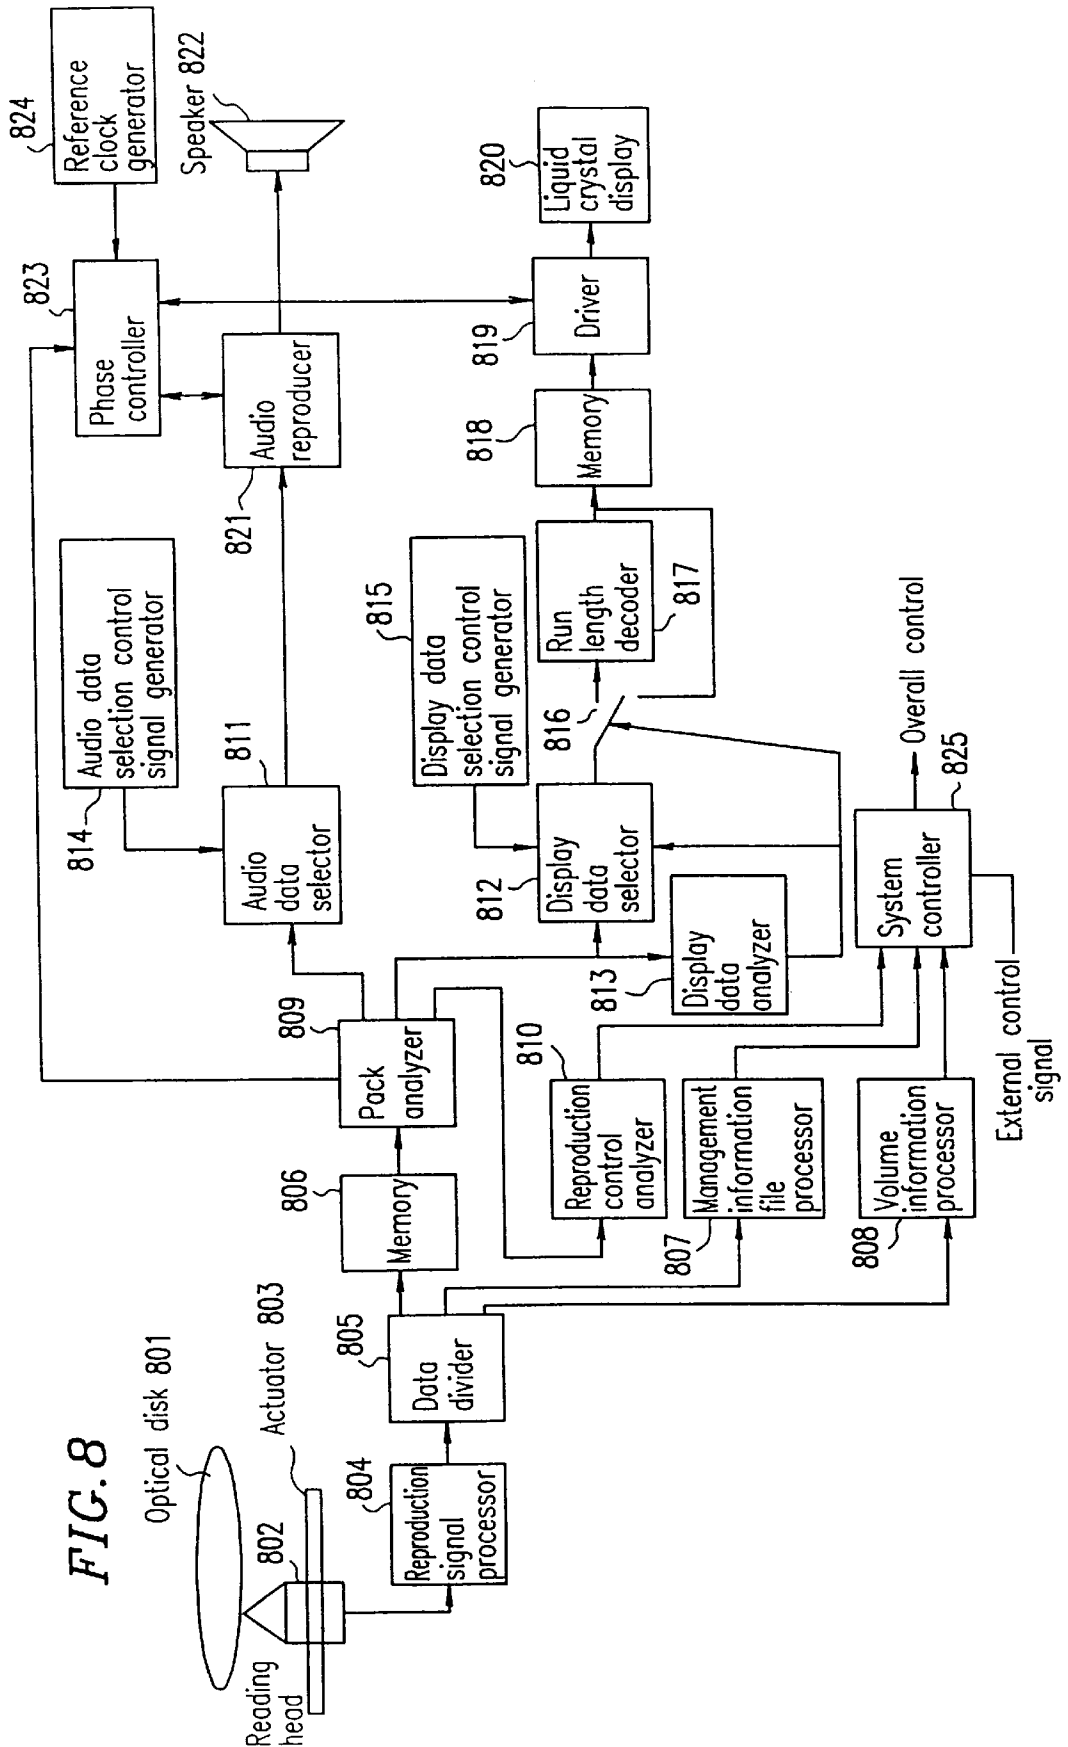 FIG.8
Optical disk 801
Actuator 803
802
Reading
head
804
Reproduction
signal
processor
805
Data
divider
806
Memory
809
Pack
analyzer
810
Reproduction
control
analyzer
807
Management
information
file
processor
808
Volume
information
processor
External control
signal
814
Audio data
selection control
signal generator
811
Audio
data
selector
815
Display data
selection control
signal generator
812
Display
data
selector
813
Display
data
analyzer
816
System
controller
825
Overall control
Run
length
decoder
817
818
Memory
819
Driver
820
Liquid
crystal
display
821
Audio
reproducer
Speaker 822
823
Phase
controller
824
Reference
clock
generator